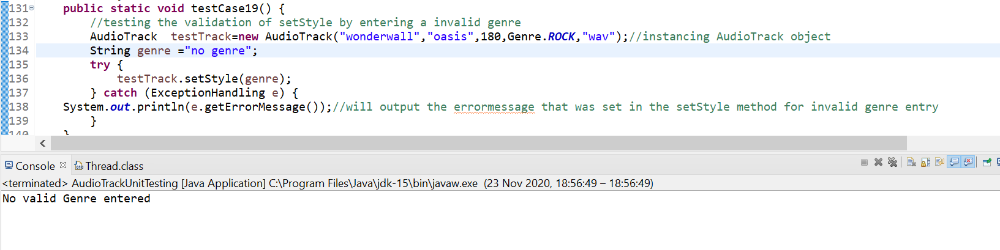 131 public static void testCase19() {
132 //testing the validation of setStyle by entering a invalid genre
133 AudioTrack  testTrack=new AudioTrack("wonderwall","oasis",180,Genre.ROCK,"wav");//instancing AudioTrack object
134 String genre ="no genre";
135 try {
136 testTrack.setStyle(genre);
137 } catch (ExceptionHandling e) {
138 System.out.println(e.getErrorMessage());//will output the errormessage that was set in the setStyle method for invalid genre entry
139 }
140 }
Console Thread.class
<terminated> AudioTrackUnitTesting [Java Application] C:\Program Files\Java\jdk-15\bin\javaw.exe (23 Nov 2020, 18:56:49 – 18:56:49)
No valid Genre entered